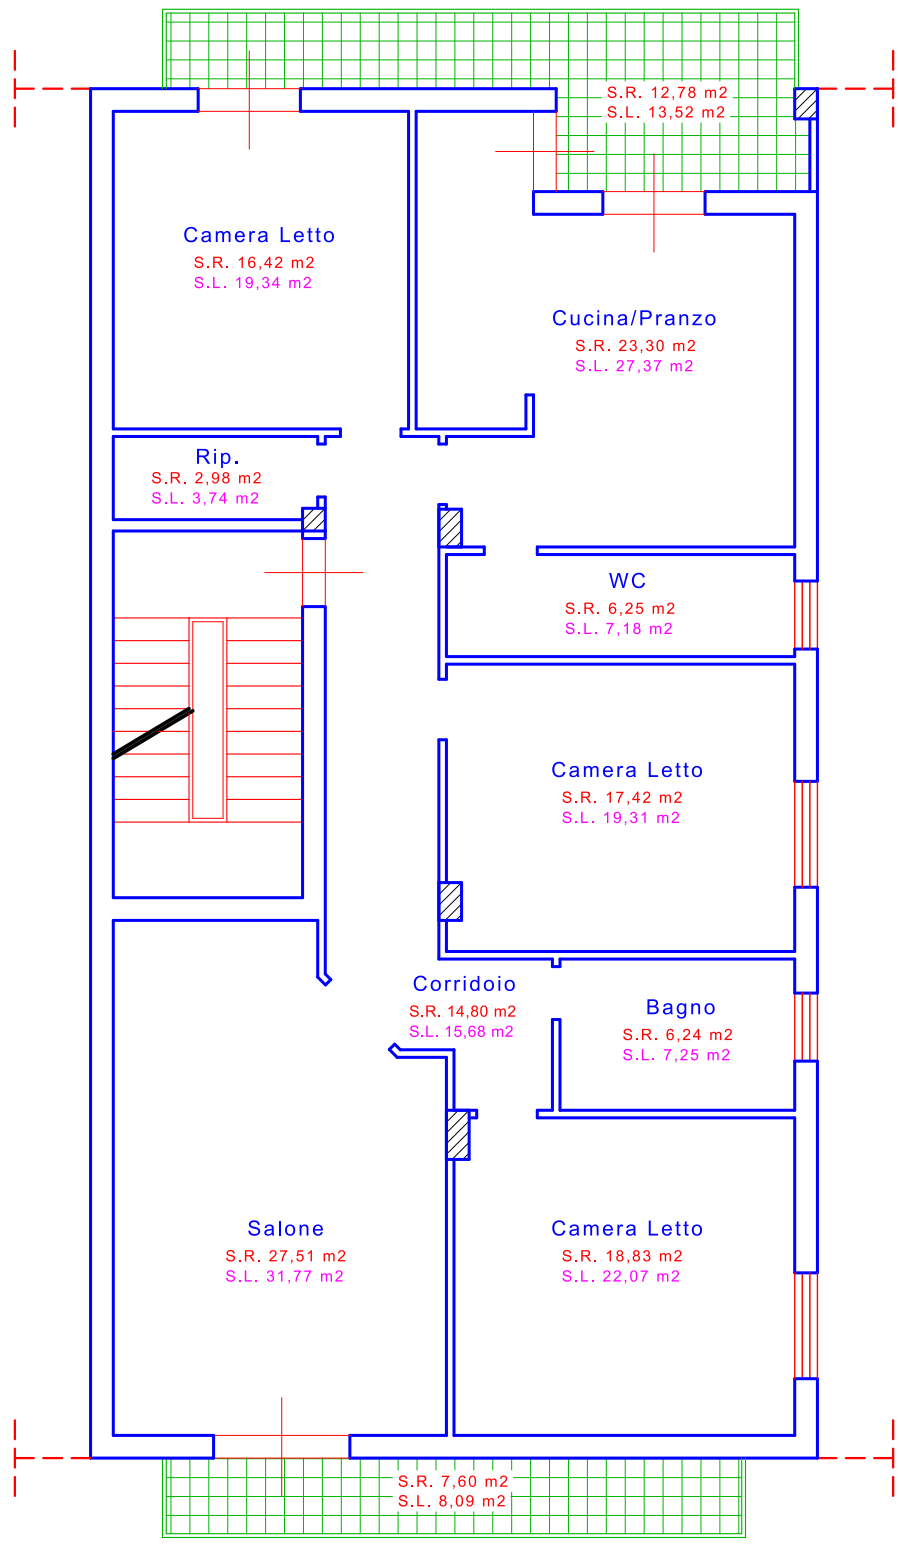 S.R. 12,78 m2
S.L. 13,52 m2
Camera Letto
S.R. 16,42 m2
S.L. 19,34 m2
Cucina/Pranzo
S.R. 23,30 m2
S.L. 27,37 m2
Rip.
S.R. 2,98 m2
S.L. 3,74 m2
WC
S.R. 6,25 m2
S.L. 7,18 m2
Camera Letto
S.R. 17,42 m2
S.L. 19,31 m2
Corridoio
S.R. 14,80 m2
S.L. 15,68 m2
Bagno
S.R. 6,24 m2
S.L. 7,25 m2
Salone
S.R. 27,51 m2
S.L. 31,77 m2
Camera Letto
S.R. 18,83 m2
S.L. 22,07 m2
S.R. 7,60 m2
S.L. 8,09 m2